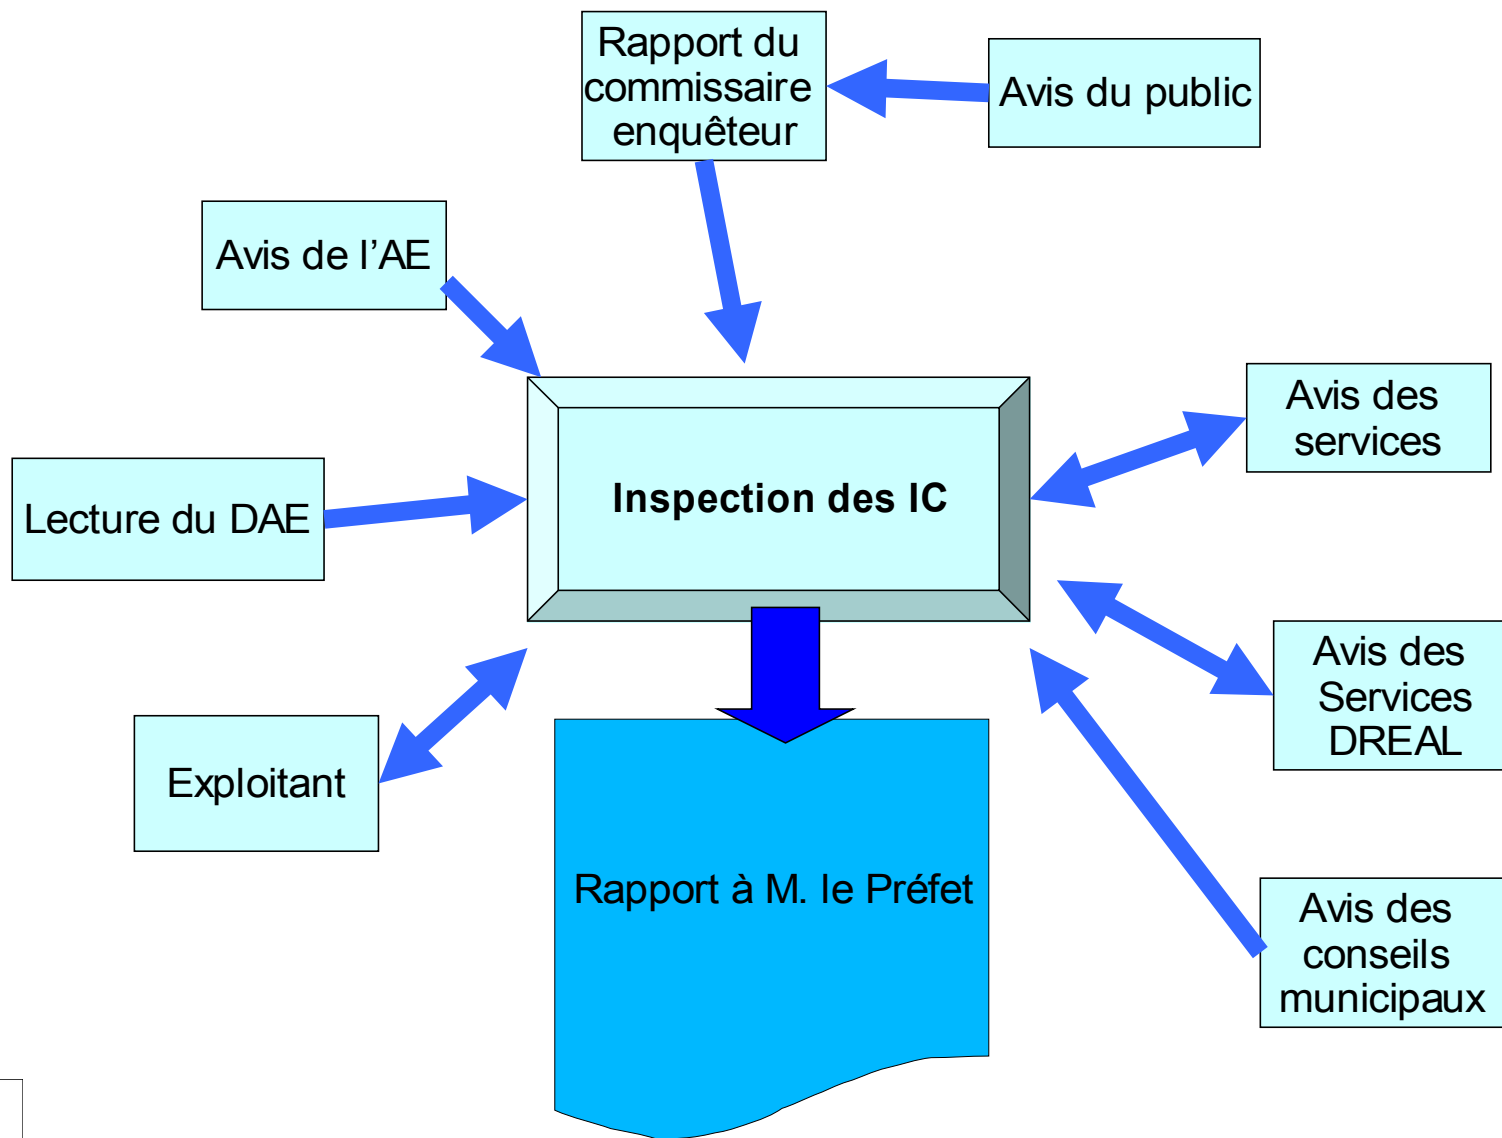 Rapport du
commissaire
enquêteur
Avis du public
Avis de l’AE
Avis des
services
Inspection des IC
Lecture du DAE
Avis des
Services
DREAL
Exploitant
Rapport à M. le Préfet
Avis des
conseils
municipaux